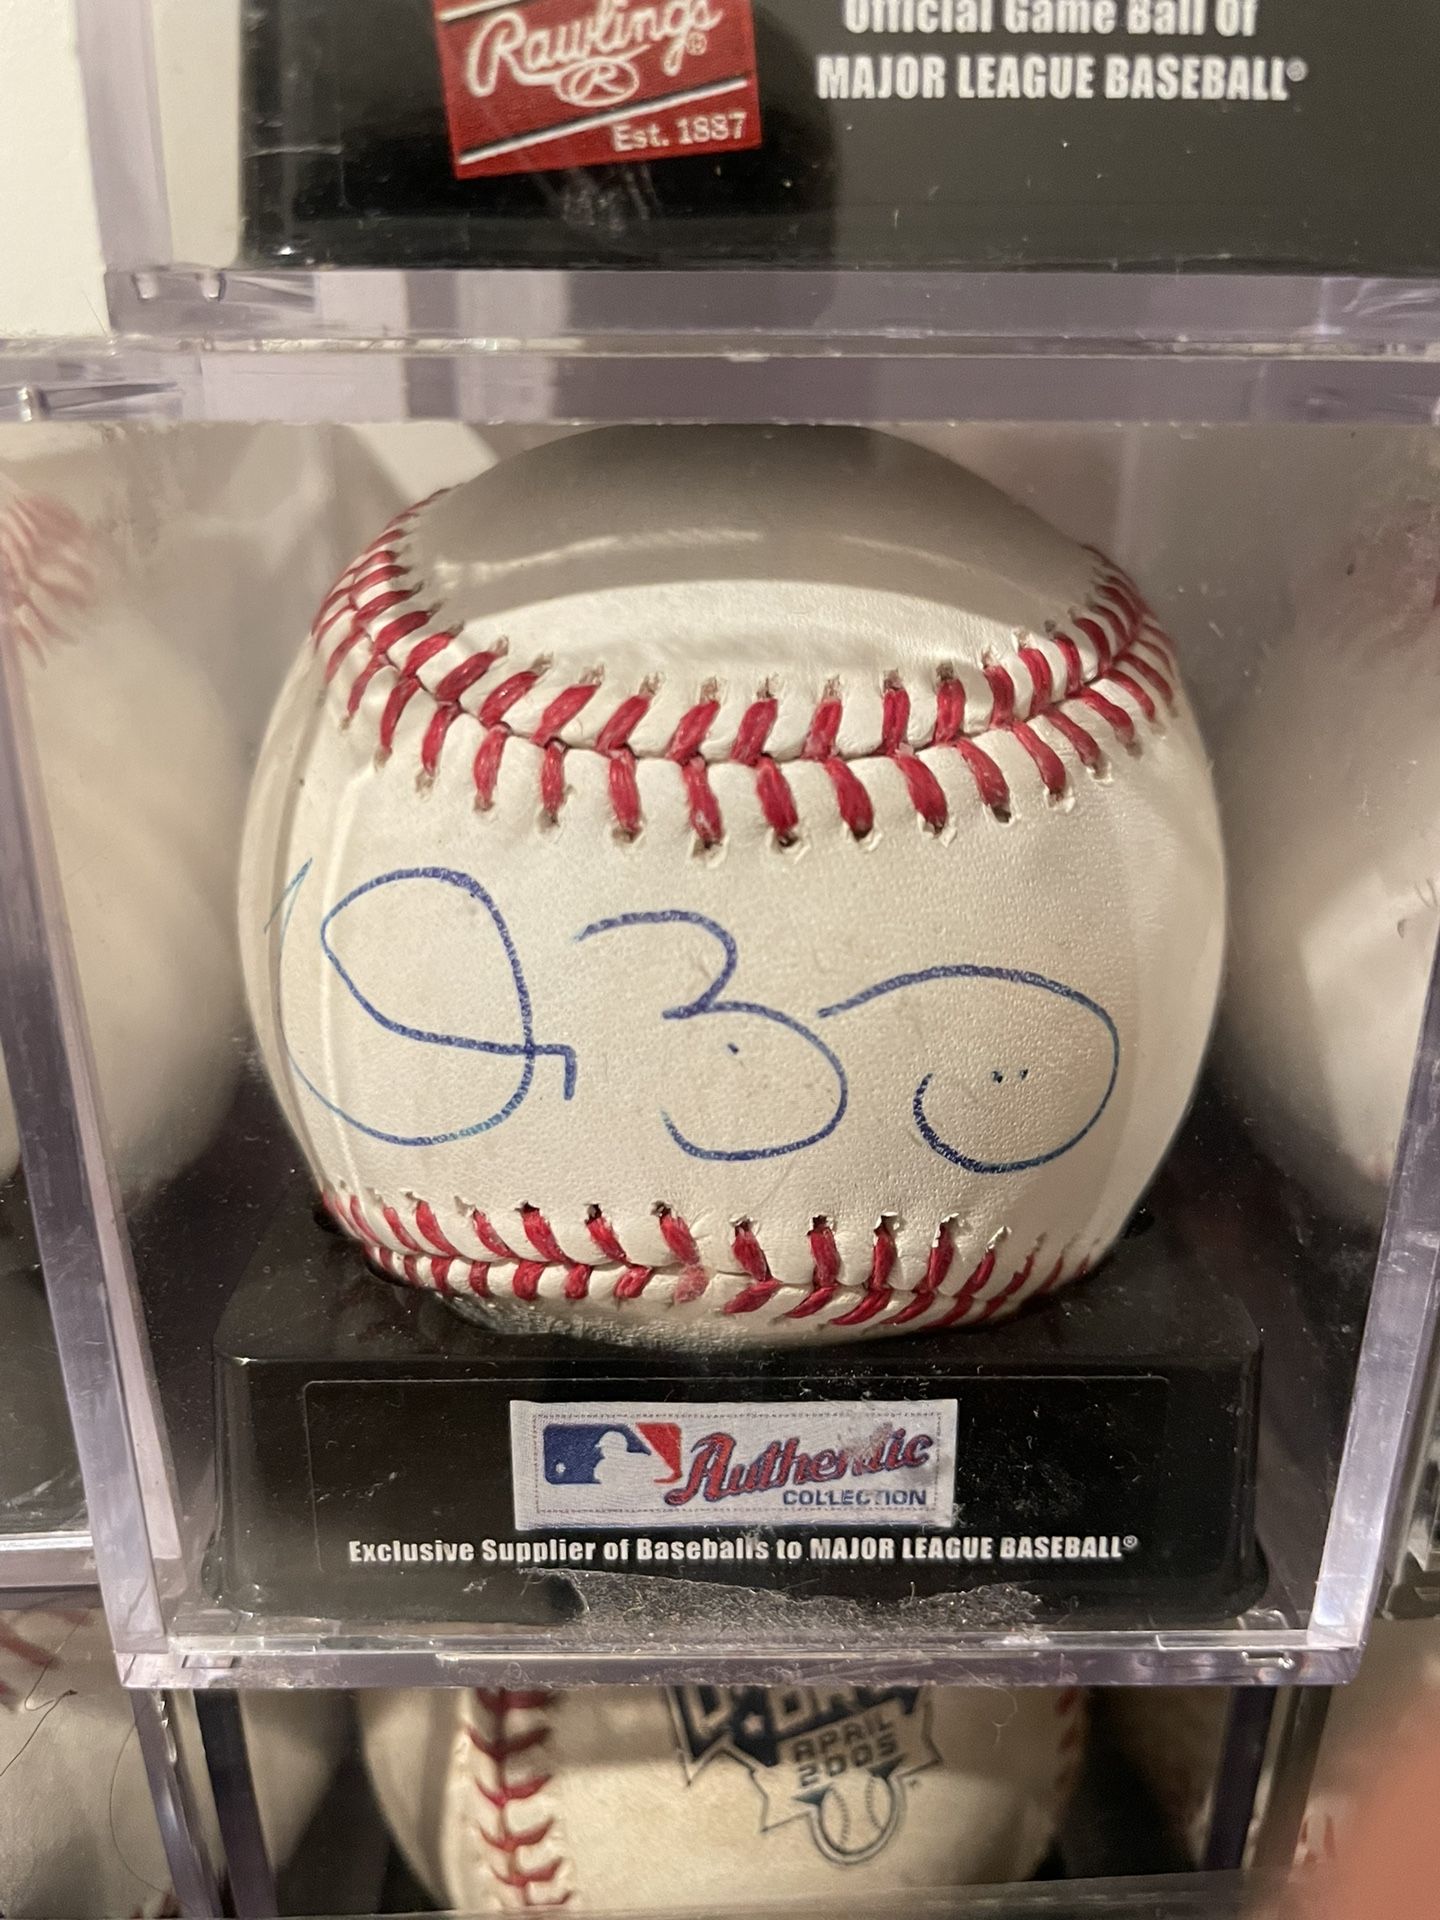 Rawlings®
R
Est. 1887
Official Game Ball Of
MAJOR LEAGUE BASEBALL®
Authentic
COLLECTION
Exclusive Supplier of Baseballs to MAJOR LEAGUE BASEBALL®
APRIL
2005